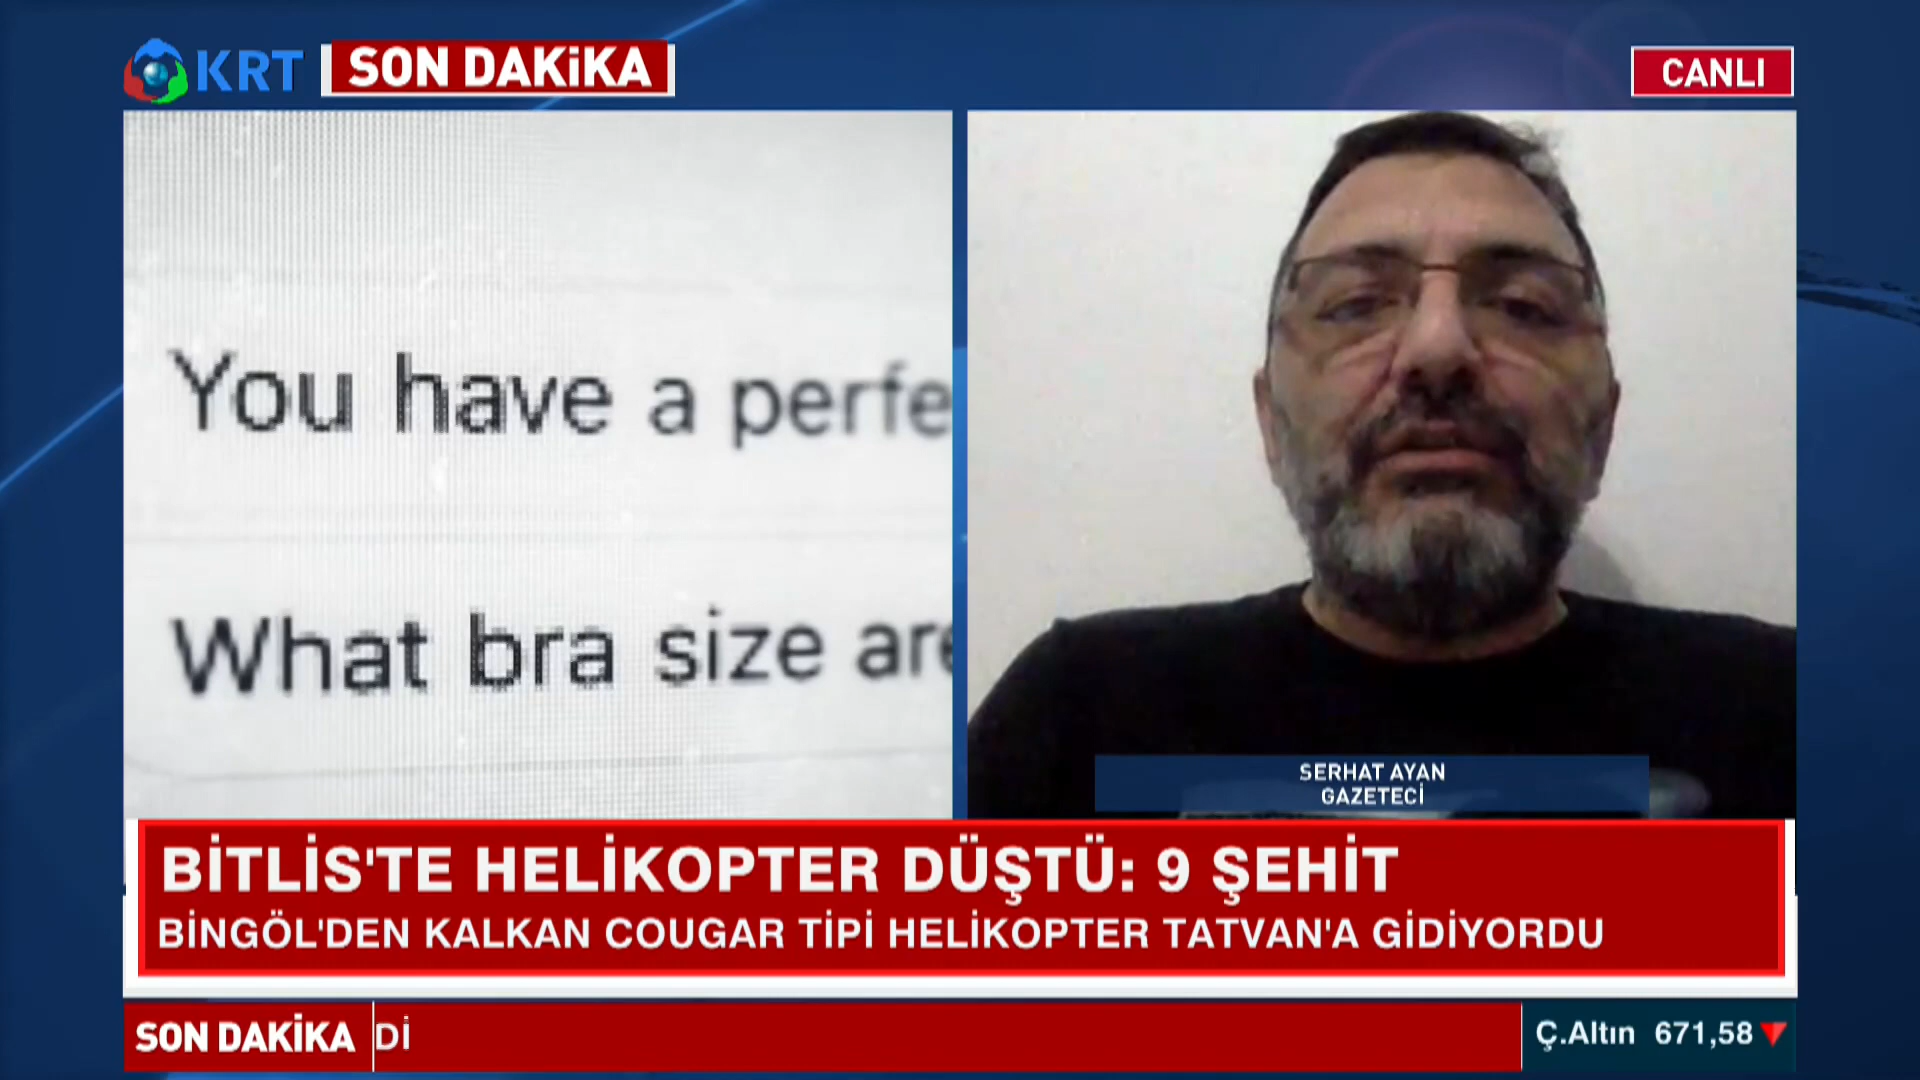 KRT
SON DAKİKA
CANLI
You have a perfe
What bra size are
SERHAT AYAN
GAZETECİ
BİTLİS'TE HELİKOPTER DÜŞTÜ: 9 ŞEHİT
BİNGÖL'DEN KALKAN COUGAR TİPİ HELİKOPTER TATVAN'A GİDİYORDU
SON DAKİKA
Dİ
Ç.Altın 671,58